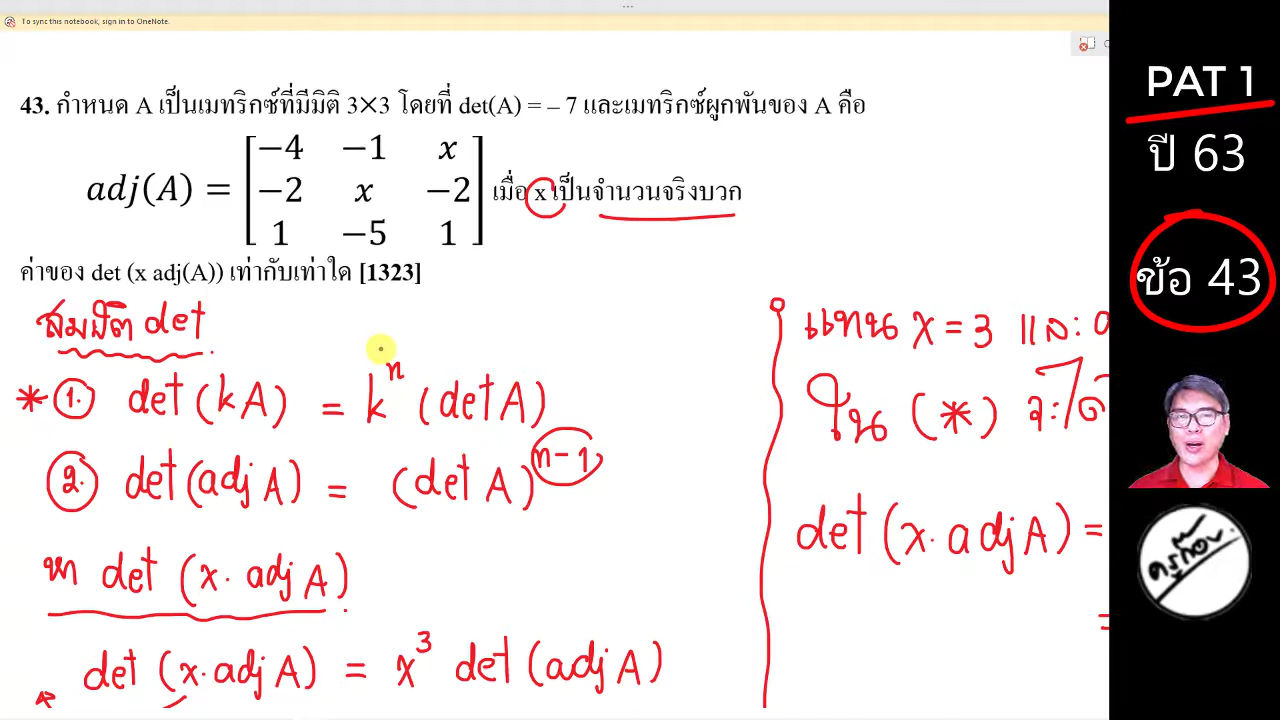 To sync this notebook, sign in to OneNote.
43. กำหนด A เป็นเมทริกซ์ที่มีมิติ 3×3 โดยที่ det(A) = – 7 และเมทริกซ์ผูกพันของ A คือ
adj(A) = [−4 −1 x
−2 x −2
1 −5 1] เมื่อ x เป็นจำนวนจริงบวก
ค่าของ det (x adj(A)) เท่ากับเท่าใด [1323]
สมบัติ det
* 1. det (kA) = k^n (det A)
2. det (adj A) = (det A)^(n-1)
หา det (x. adj A)
det (x. adj A) = x^3 det (adj A)
*
แทน x = 3 และ
ใน (*) จะได้
det (x. adj A) =
=
PAT 1
ปี 63
ข้อ 43
ครูก๊อบ.